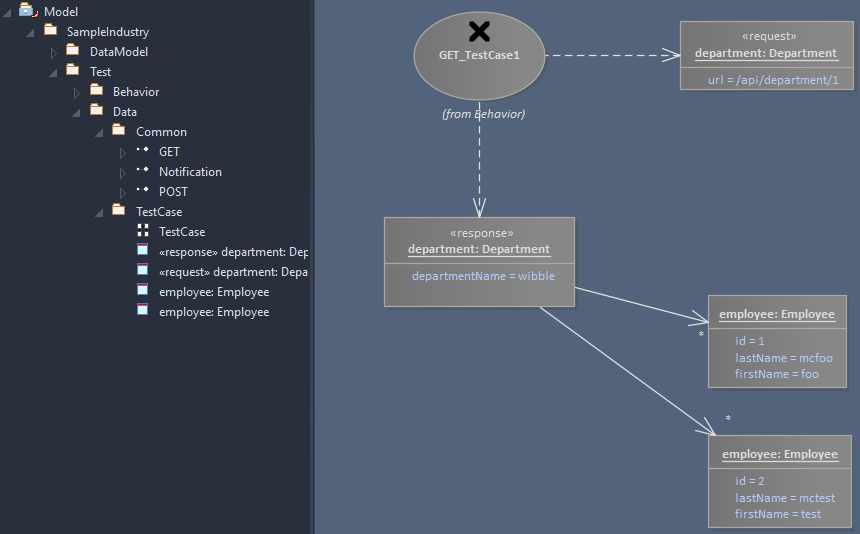 Model
SampleIndustry
DataModel
Test
Behavior
Data
Common
GET
Notification
POST
TestCase
TestCase
«response» department: Dep
«request» department: Depa
employee: Employee
employee: Employee
GET_TestCase1
(from Behavior)
«request»
department: Department
url = /api/department/1
«response»
department: Department
departmentName = wibble
employee: Employee
*
id = 1
lastName = mcfoo
firstName = foo
*
employee: Employee
id = 2
lastName = mctest
firstName = test